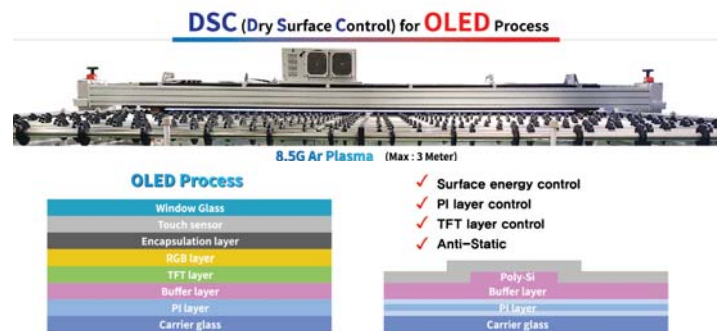 DSC (Dry Surface Control) for OLED Process
8.5G Ar Plasma (Max : 3 Meter)
OLED Process
Window Glass
Touch sensor
Encapsulation layer
RGB layer
TFT layer
Buffer layer
PI layer
Carrier glass
✓ Surface energy control
✓ PI layer control
✓ TFT layer control
✓ Anti-Static
Poly-Si
Buffer layer
PI layer
Carrier glass